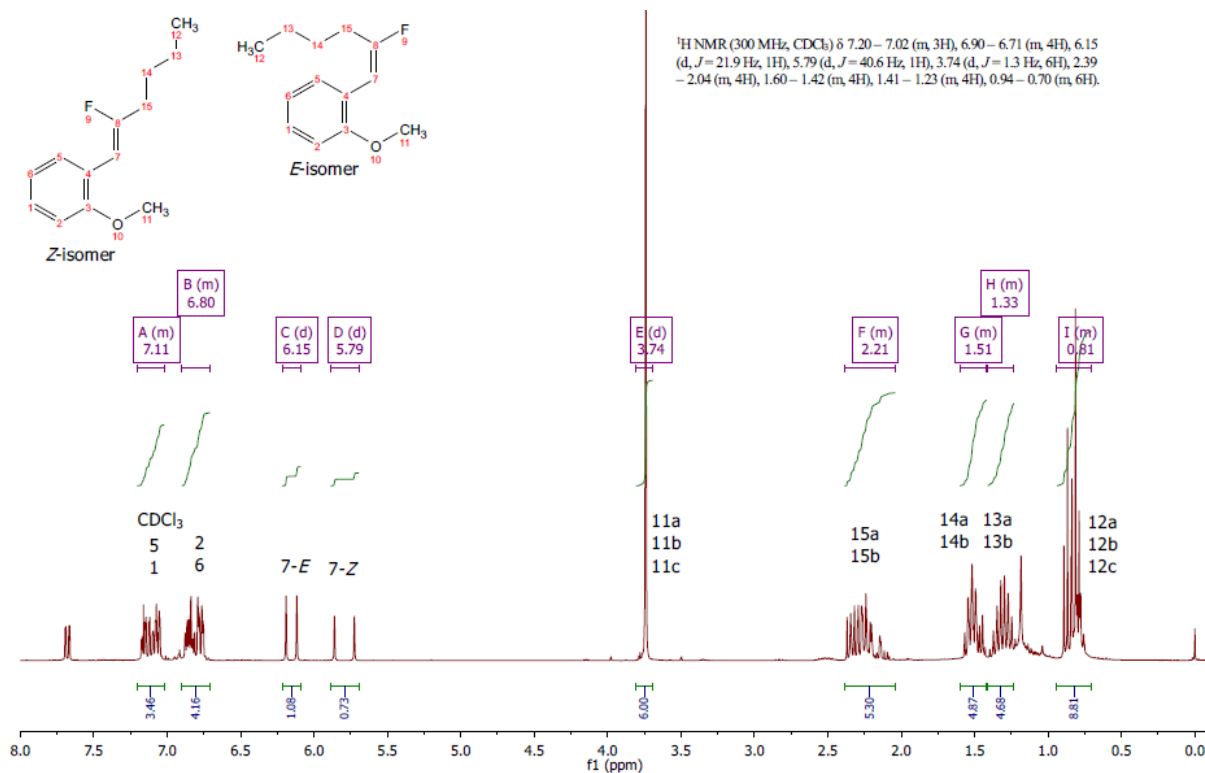 ¹H NMR (300 MHz, CDCl₃) δ 7.20 – 7.02 (m, 3H), 6.90 – 6.71 (m, 4H), 6.15
(d, J = 21.9 Hz, 1H), 5.79 (d, J = 40.6 Hz, 1H), 3.74 (d, J = 1.3 Hz, 6H), 2.39
– 2.04 (m, 4H), 1.60 – 1.42 (m, 4H), 1.41 – 1.23 (m, 4H), 0.94 – 0.70 (m, 6H).
CH₃
12
13
14
15
F
9
8
7
5
4
6
3
1
2
O
10
CH₃
11
Z-isomer
H₃C
12
13
14
15
F
9
8
7
5
4
6
3
1
2
O
10
CH₃
11
E-isomer
B (m)
6.80
H (m)
1.33
A (m)
7.11
C (d)
6.15
D (d)
5.79
E (d)
3.74
F (m)
2.21
G (m)
1.51
I (m)
0.81
CDCl₃
5
1
2
6
7-E
7-Z
11a
11b
11c
15a
15b
14a
14b
13a
13b
12a
12b
12c
3.46
4.16
1.08
0.73
6.00
5.30
4.87
4.68
8.81
8.0 7.5 7.0 6.5 6.0 5.5 5.0 4.5 4.0 3.5 3.0 2.5 2.0 1.5 1.0 0.5 0.0
f1 (ppm)